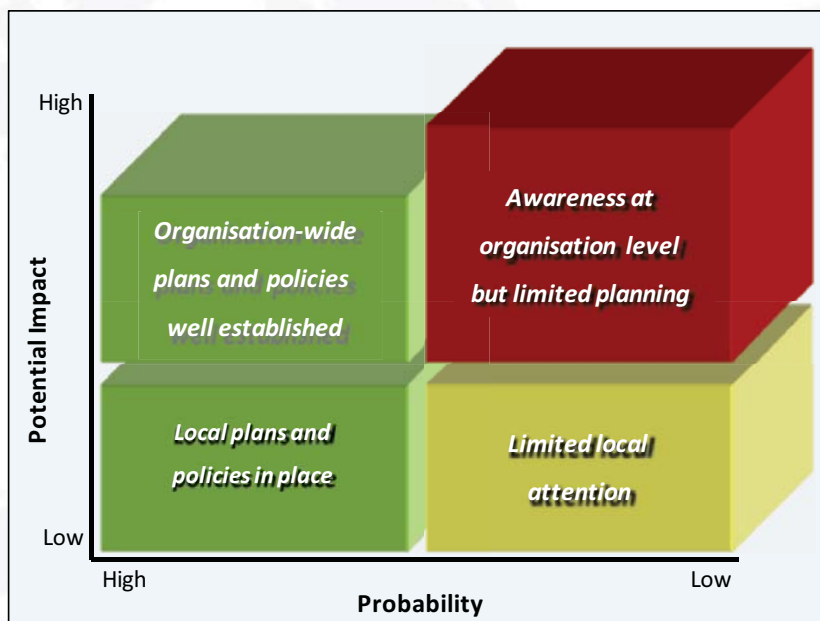 High
Organisation-wide
plans and policies
well established
Awareness at
organisation level
but limited planning
Potential Impact
Local plans and
policies in place
Limited local
attention
Low
High
Low
Probability